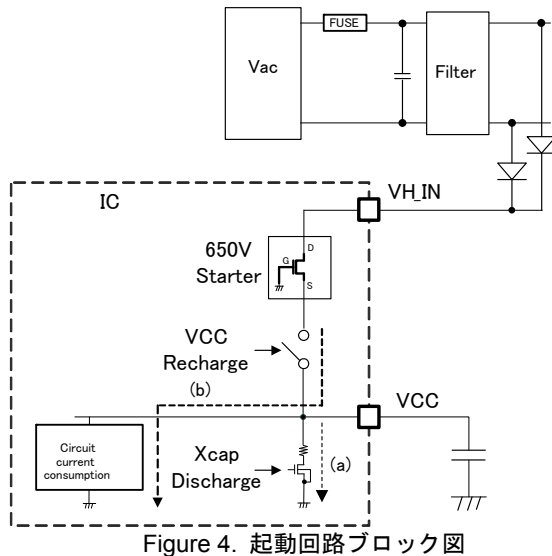 FUSE
Vac
Filter
IC
VH_IN
650V
Starter
D
G
S
VCC
Recharge
(b)
VCC
Circuit
current
consumption
Xcap
Discharge
(a)
Figure 4. 起動回路ブロック図